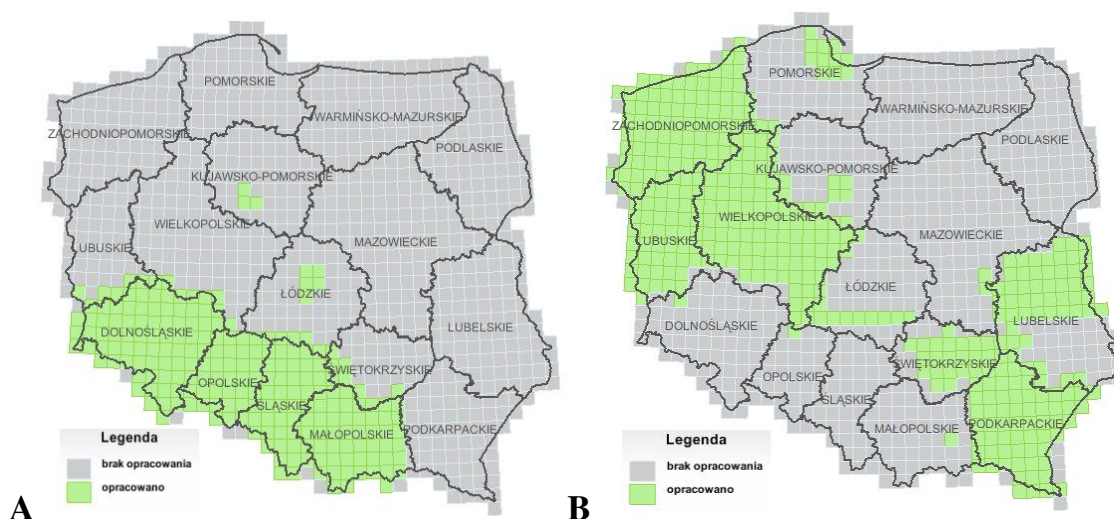 POMORSKIE
WARMIŃSKO-MAZURSKIE
ZACHODNIOPOMORSKIE
PODLASKIE
KUJAWSKO-POMORSKIE
WIELKOPOLSKIE
MAZOWIECKIE
LUBUSKIE
ŁÓDZKIE
DOLNOŚLĄSKIE
LUBELSKIE
ŚWIĘTOKRZYSKIE
OPOLSKIE
ŚLĄSKIE
MAŁOPOLSKIE
PODKARPACKIE
Legenda
brak opracowania
opracowano
A
POMORSKIE
WARMIŃSKO-MAZURSKIE
ZACHODNIOPOMORSKIE
PODLASKIE
KUJAWSKO-POMORSKIE
WIELKOPOLSKIE
MAZOWIECKIE
LUBUSKIE
ŁÓDZKIE
LUBELSKIE
DOLNOŚLĄSKIE
ŚWIĘTOKRZYSKIE
OPOLSKIE
ŚLĄSKIE
PODKARPACKIE
MAŁOPOLSKIE
Legenda
brak opracowania
opracowano
B